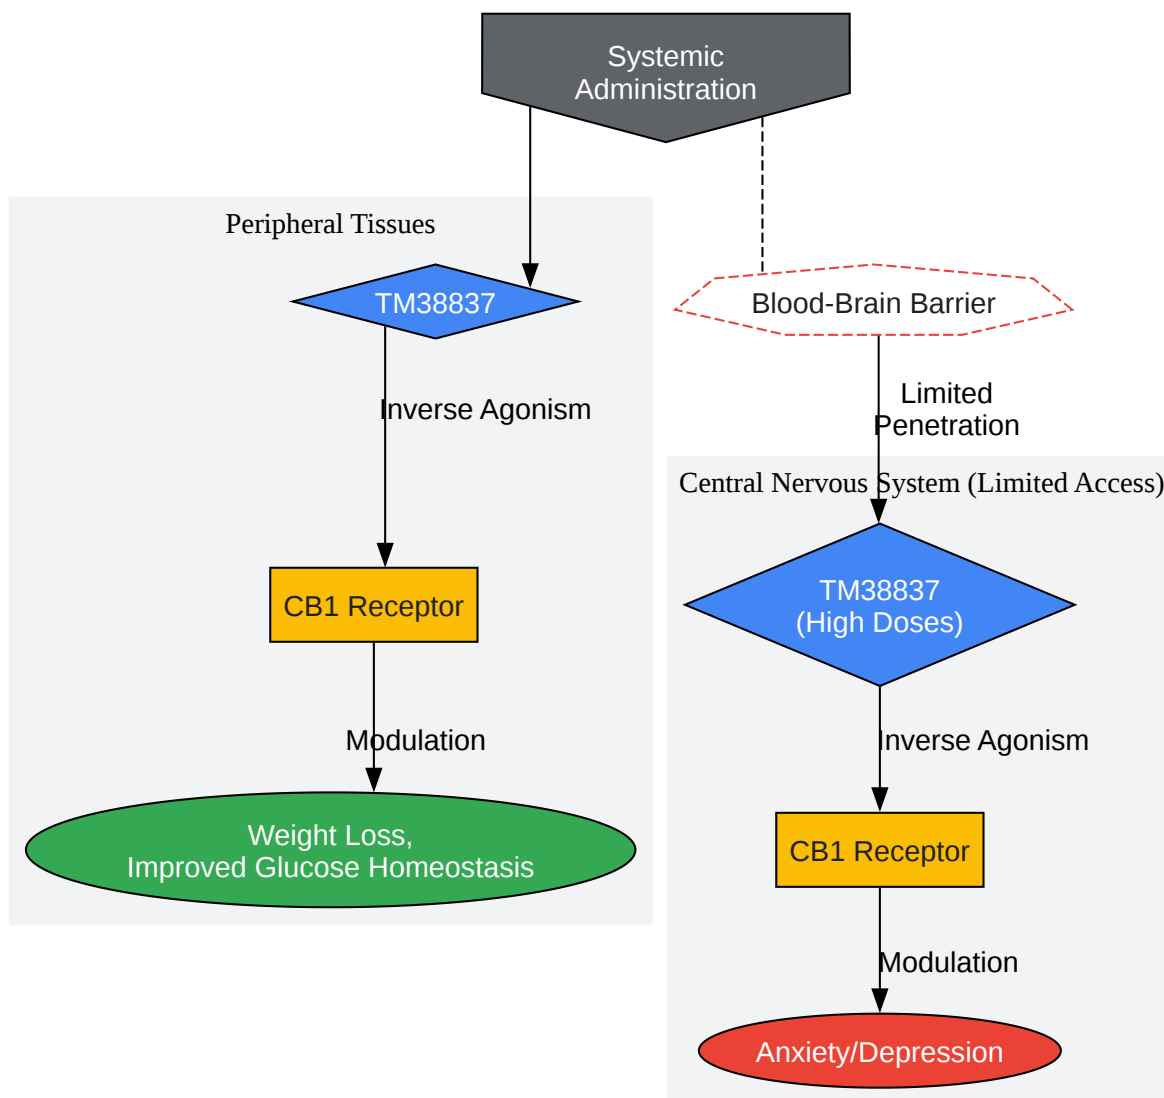 Systemic
Administration
Peripheral Tissues
TM38837
Blood-Brain Barrier
Inverse Agonism
Limited
Penetration
Central Nervous System (Limited Access)
CB1 Receptor
TM38837
(High Doses)
Modulation
Inverse Agonism
Weight Loss,
Improved Glucose Homeostasis
CB1 Receptor
Modulation
Anxiety/Depression